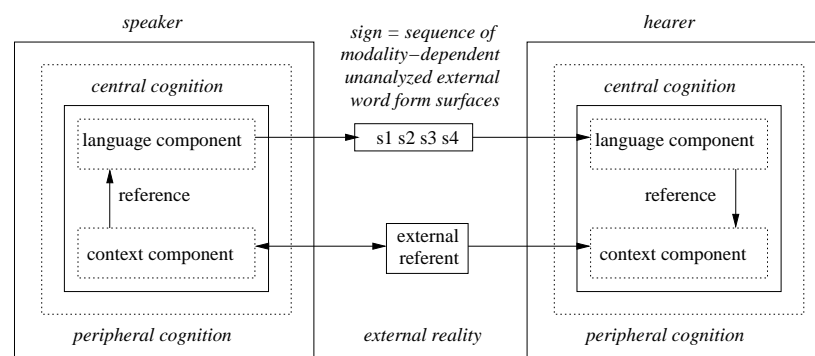 speaker
sign = sequence of
modality−dependent
unanalyzed external
word form surfaces
hearer
central cognition
central cognition
language component
s1 s2 s3 s4
language component
reference
reference
context component
external
referent
context component
peripheral cognition
external reality
peripheral cognition